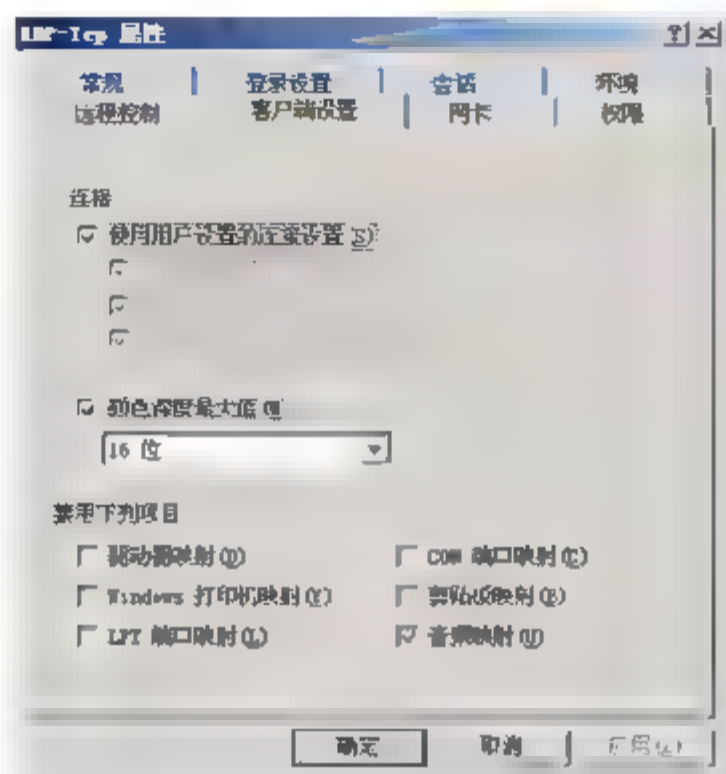 属性
常规 登录设置 会话 环境
远程控制 客户端设置 网卡 权限
连接
使用用户设置的连接设置(S)
颜色深度最大值(M)
16 位
禁用下列项目
驱动器映射(D) COM 端口映射(C)
Windows 打印机映射(W) 剪贴板映射(P)
LPT 端口映射(L) 音频映射(U)
确定 取消 应用(A)